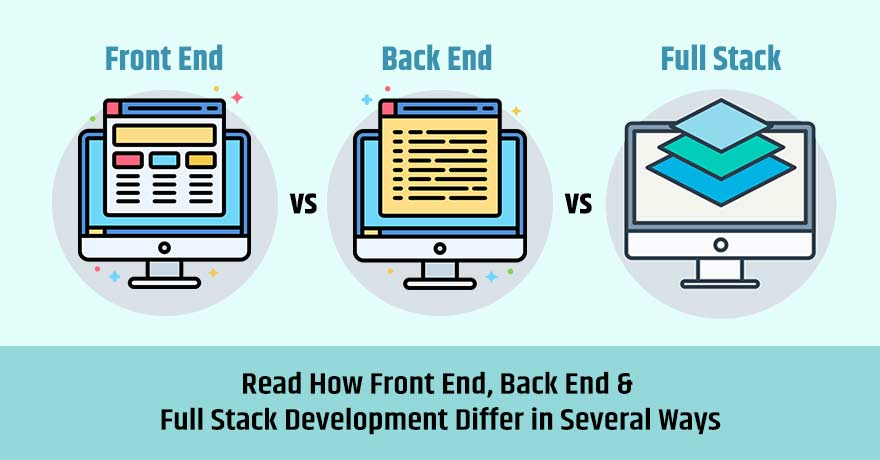 Front End
Back End
Full Stack
vs
vs
Read How Front End, Back End &
Full Stack Development Differ in Several Ways